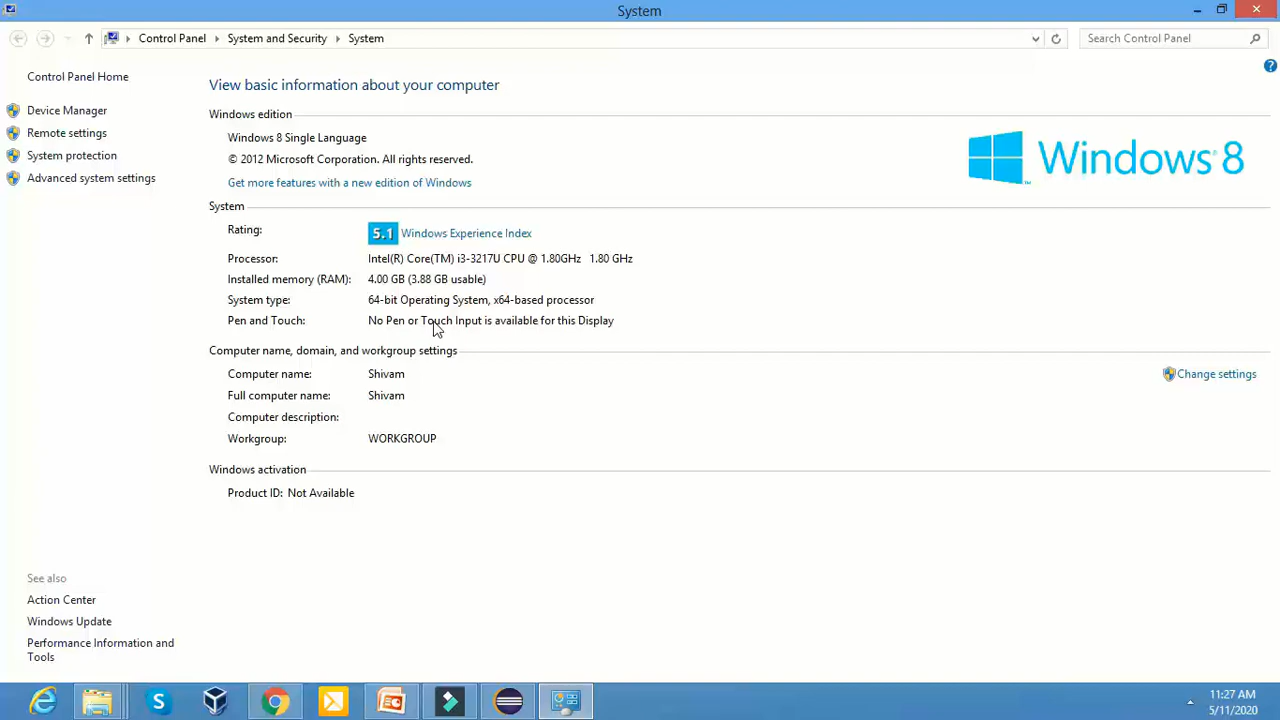 System
Control Panel System and Security System
Search Control Panel
Control Panel Home
Device Manager
Remote settings
System protection
Advanced system settings
View basic information about your computer
Windows edition
Windows 8 Single Language
© 2012 Microsoft Corporation. All rights reserved.
Get more features with a new edition of Windows
Windows® 8
System
Rating: 5.1 Windows Experience Index
Processor: Intel(R) Core(TM) i3-3217U CPU @ 1.80GHz 1.80 GHz
Installed memory (RAM): 4.00 GB (3.88 GB usable)
System type: 64-bit Operating System, x64-based processor
Pen and Touch: No Pen or Touch Input is available for this Display
Computer name, domain, and workgroup settings
Computer name: Shivam
Change settings
Full computer name: Shivam
Computer description:
Workgroup: WORKGROUP
Windows activation
Product ID: Not Available
See also
Action Center
Windows Update
Performance Information and
Tools
11:27 AM
5/11/2020